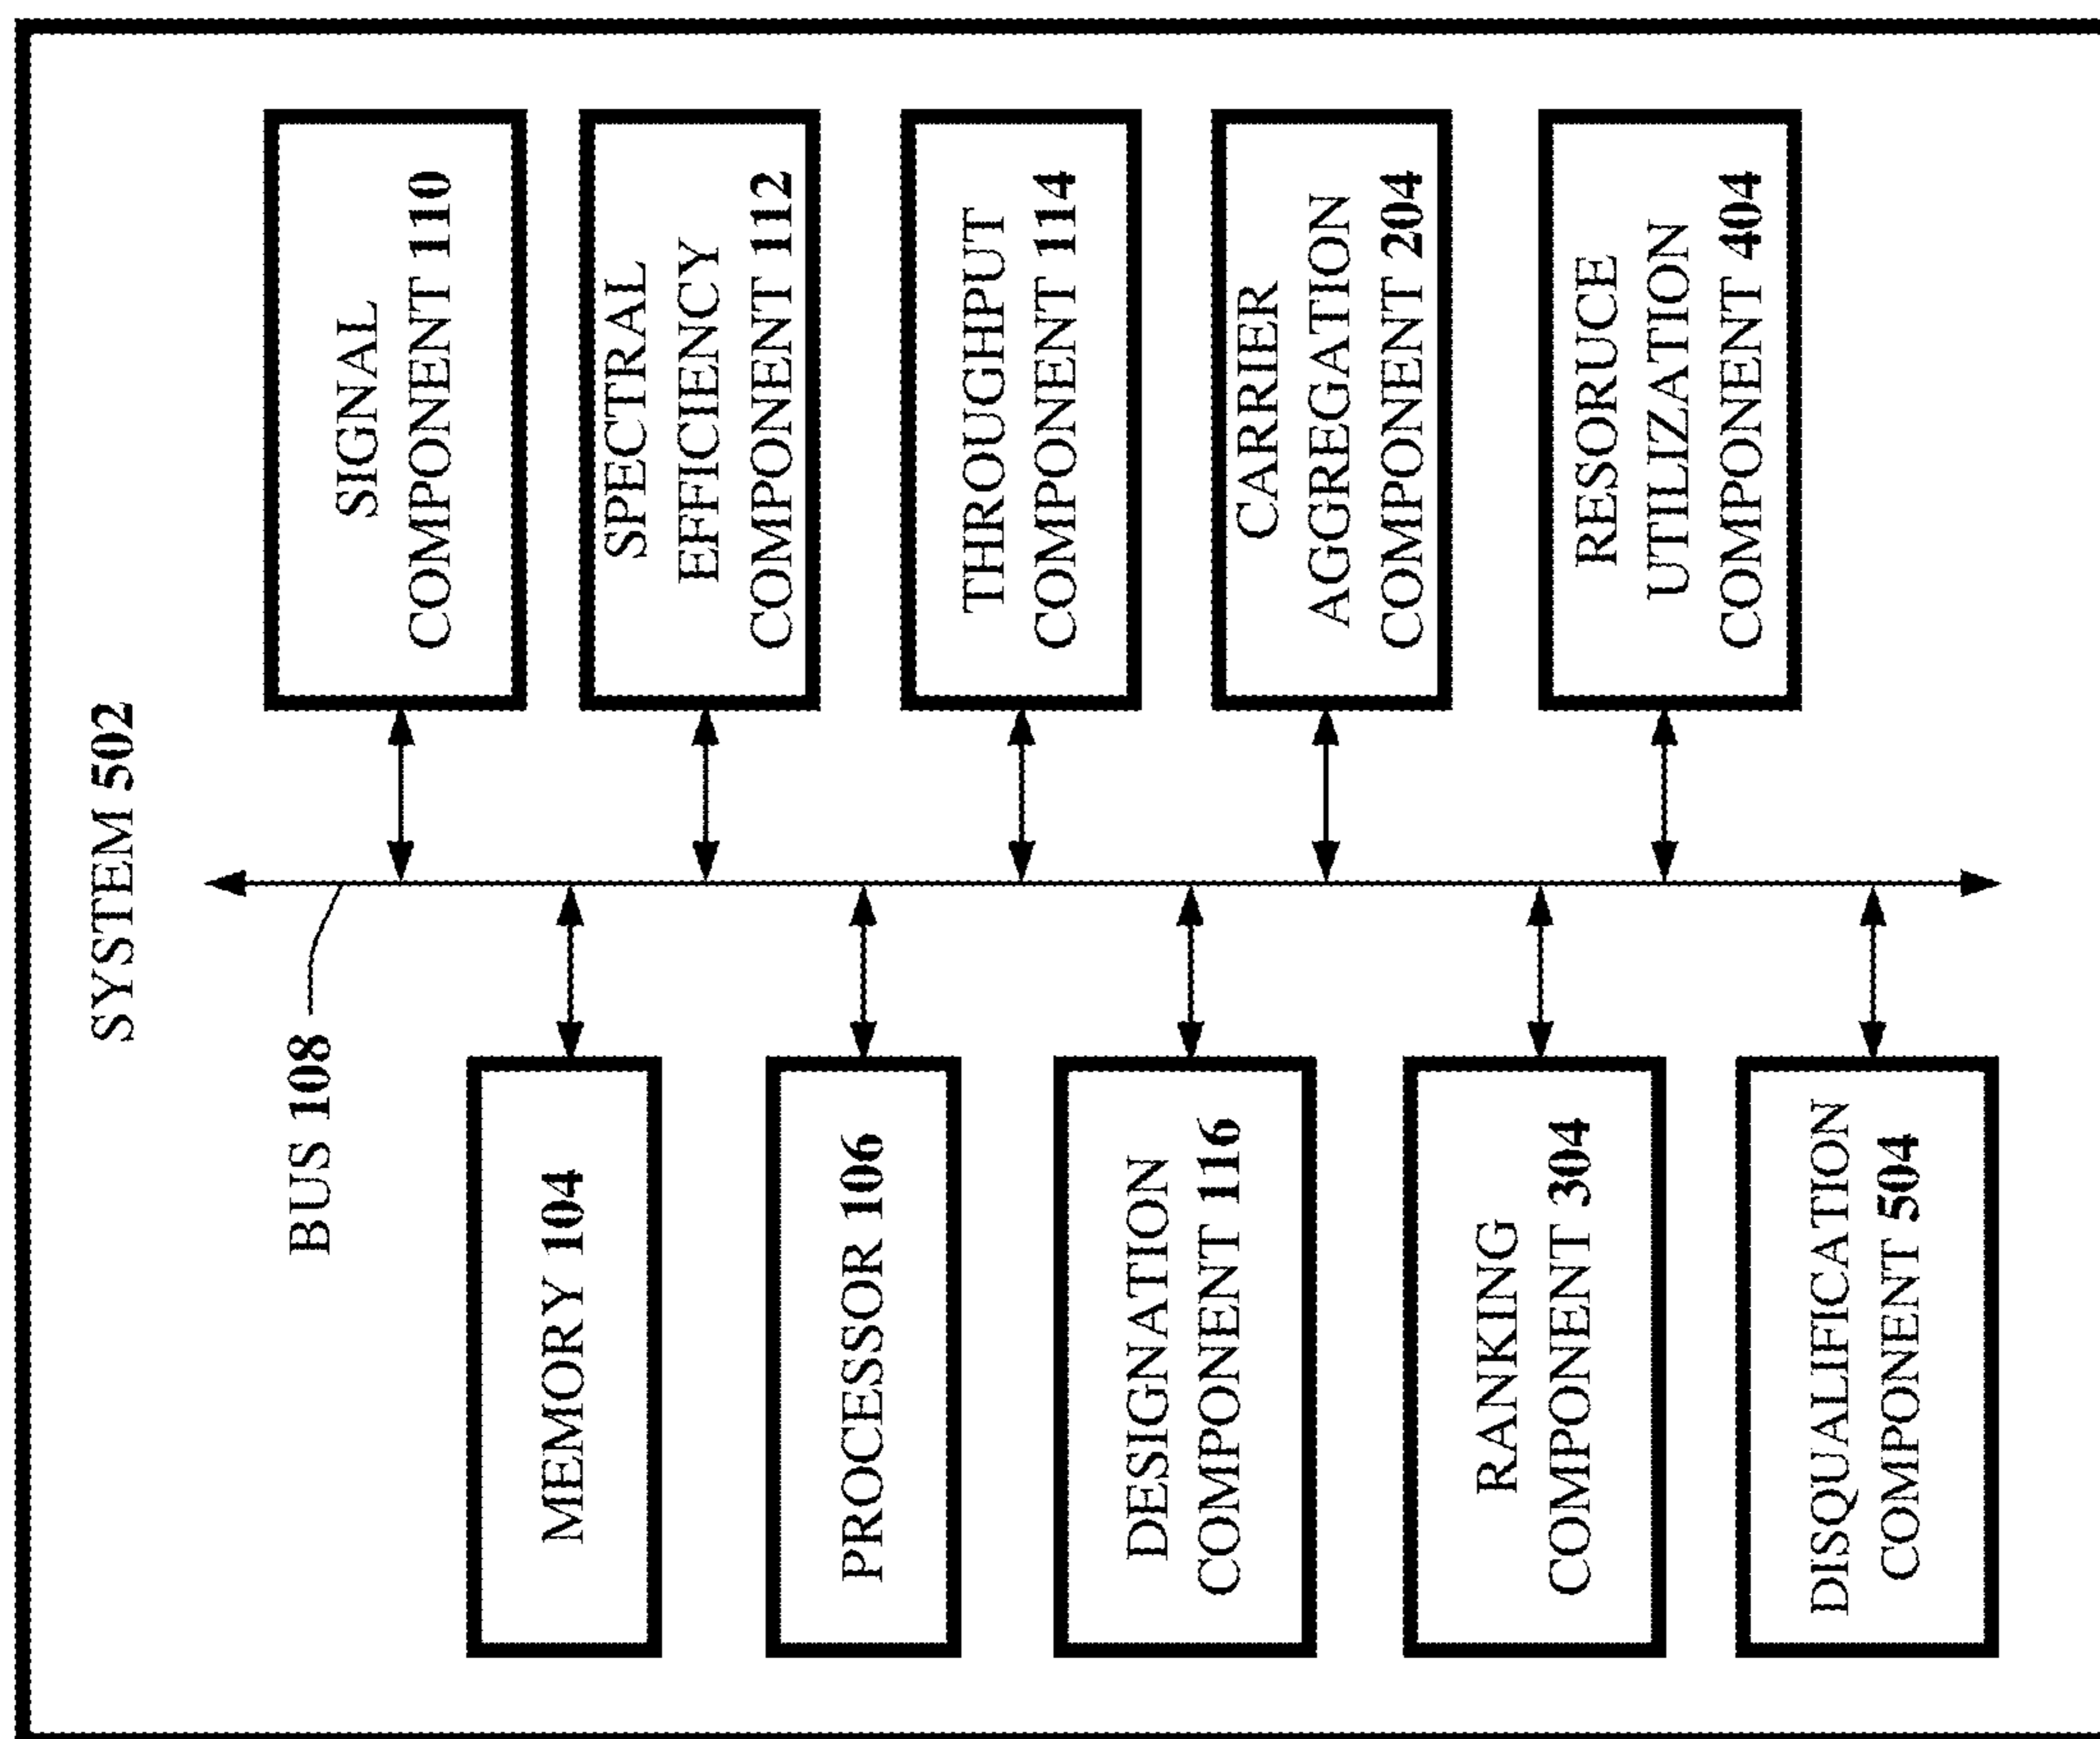 SYSTEM 502
BUS 108
SIGNAL
COMPONENT 110
SPECTRAL
EFFICIENCY
COMPONENT 112
THROUGHPUT
COMPONENT 114
CARRIER
AGGREGATION
COMPONENT 204
RESORUCE
UTILIZATION
COMPONENT 404
MEMORY 104
PROCESSOR 106
DESIGNATION
COMPONENT 116
RANKING
COMPONENT 304
DISQUALIFICATION
COMPONENT 504